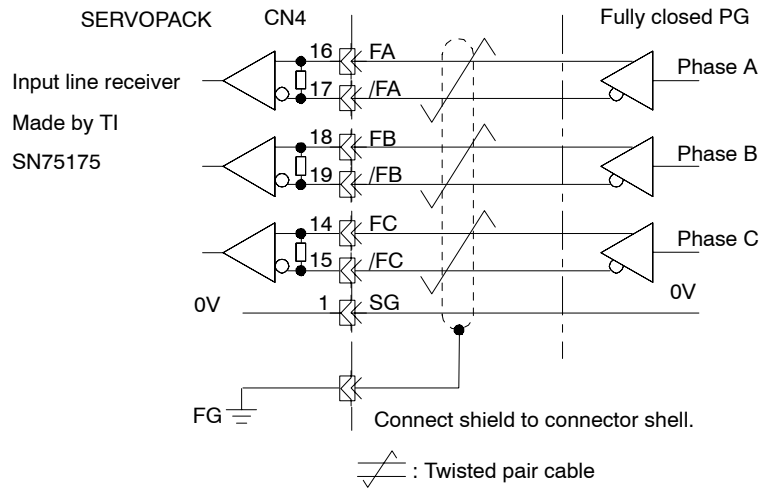 SERVOPACK CN4 Fully closed PG
16 FA
Phase A
Input line receiver
17 /FA
Made by TI
18 FB
Phase B
SN75175
19 /FB
14 FC
Phase C
15 /FC
0V 1 SG 0V
FG
Connect shield to connector shell.
: Twisted pair cable